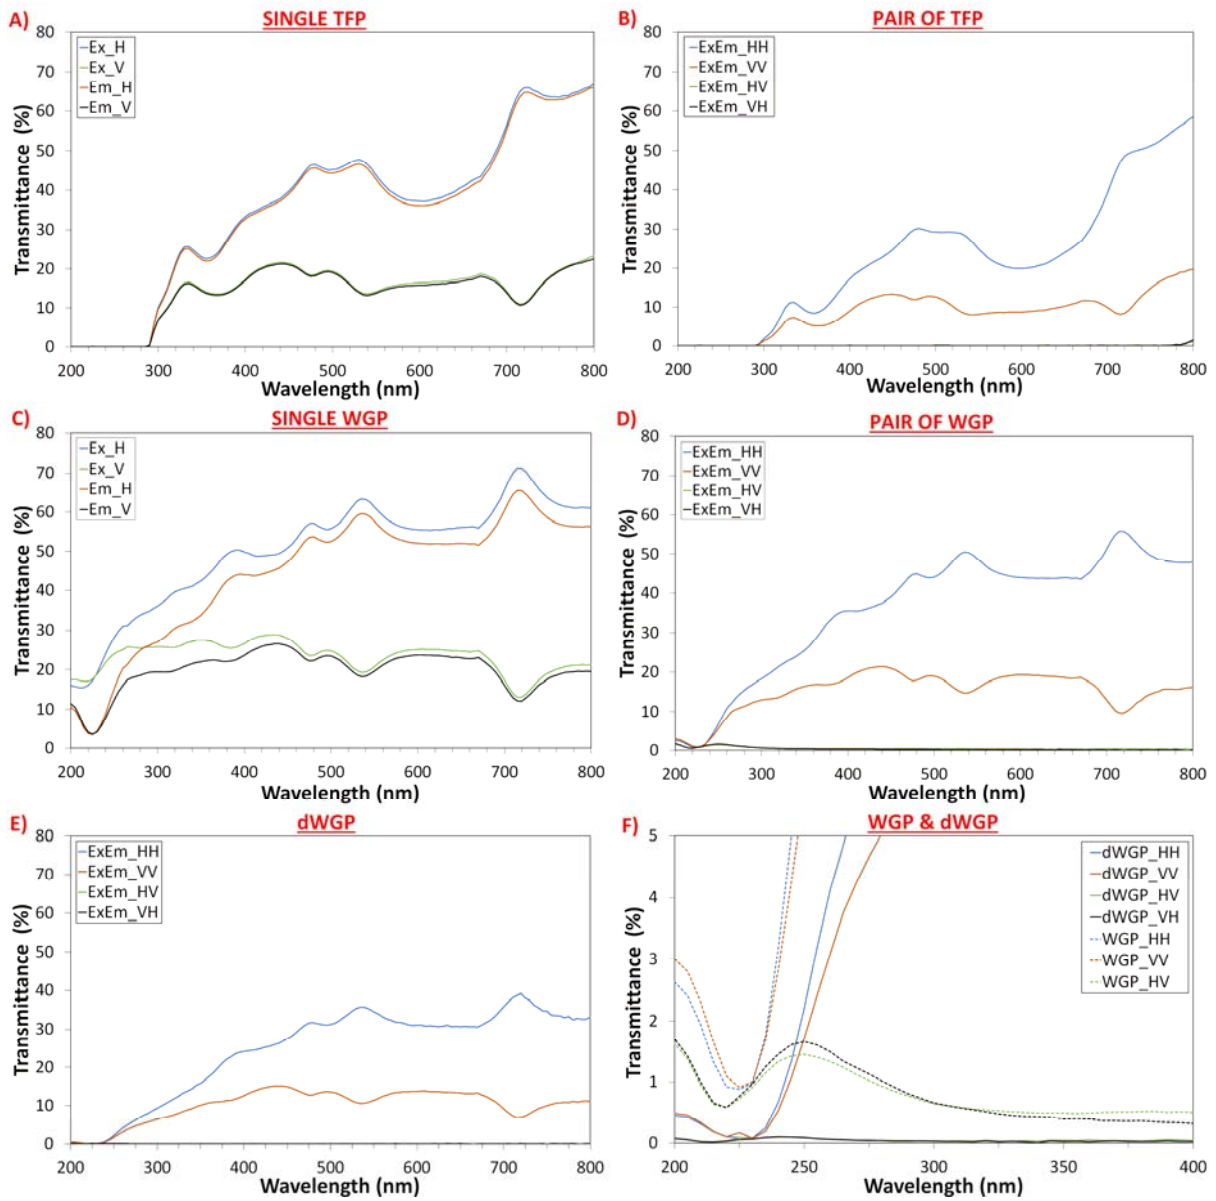 A)
SINGLE TFP
Transmittance (%)
80
70
60
50
40
30
20
10
0
Ex_H
Ex_V
Em_H
Em_V
200 300 400 500 600 700 800
Wavelength (nm)
B)
PAIR OF TFP
Transmittance (%)
80
70
60
50
40
30
20
10
0
ExEm_HH
ExEm_VV
ExEm_HV
ExEm_VH
200 300 400 500 600 700 800
Wavelength (nm)
C)
SINGLE WGP
Transmittance (%)
80
70
60
50
40
30
20
10
0
Ex_H
Ex_V
Em_H
Em_V
200 300 400 500 600 700 800
Wavelength (nm)
D)
PAIR OF WGP
Transmittance (%)
80
70
60
50
40
30
20
10
0
ExEm_HH
ExEm_VV
ExEm_HV
ExEm_VH
200 300 400 500 600 700 800
Wavelength (nm)
E)
dWGP
Transmittance (%)
80
70
60
50
40
30
20
10
0
ExEm_HH
ExEm_VV
ExEm_HV
ExEm_VH
200 300 400 500 600 700 800
Wavelength (nm)
F)
WGP & dWGP
Transmittance (%)
5
4
3
2
1
0
dWGP_HH
dWGP_VV
dWGP_HV
dWGP_VH
WGP_HH
WGP_VV
WGP_HV
200 250 300 350 400
Wavelength (nm)